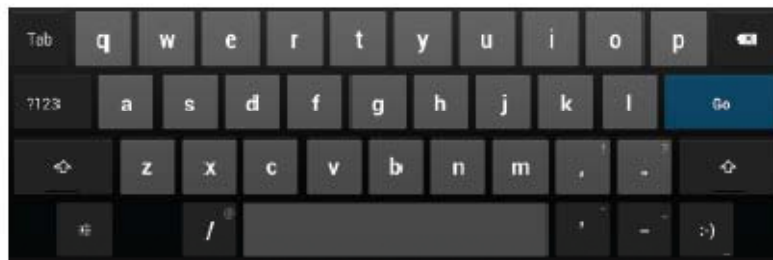 Tab q w e r t y u i o p
?123 a s d f g h j k l Go
z x c v b n m , ! . ?
/ @ ' - _ :-)